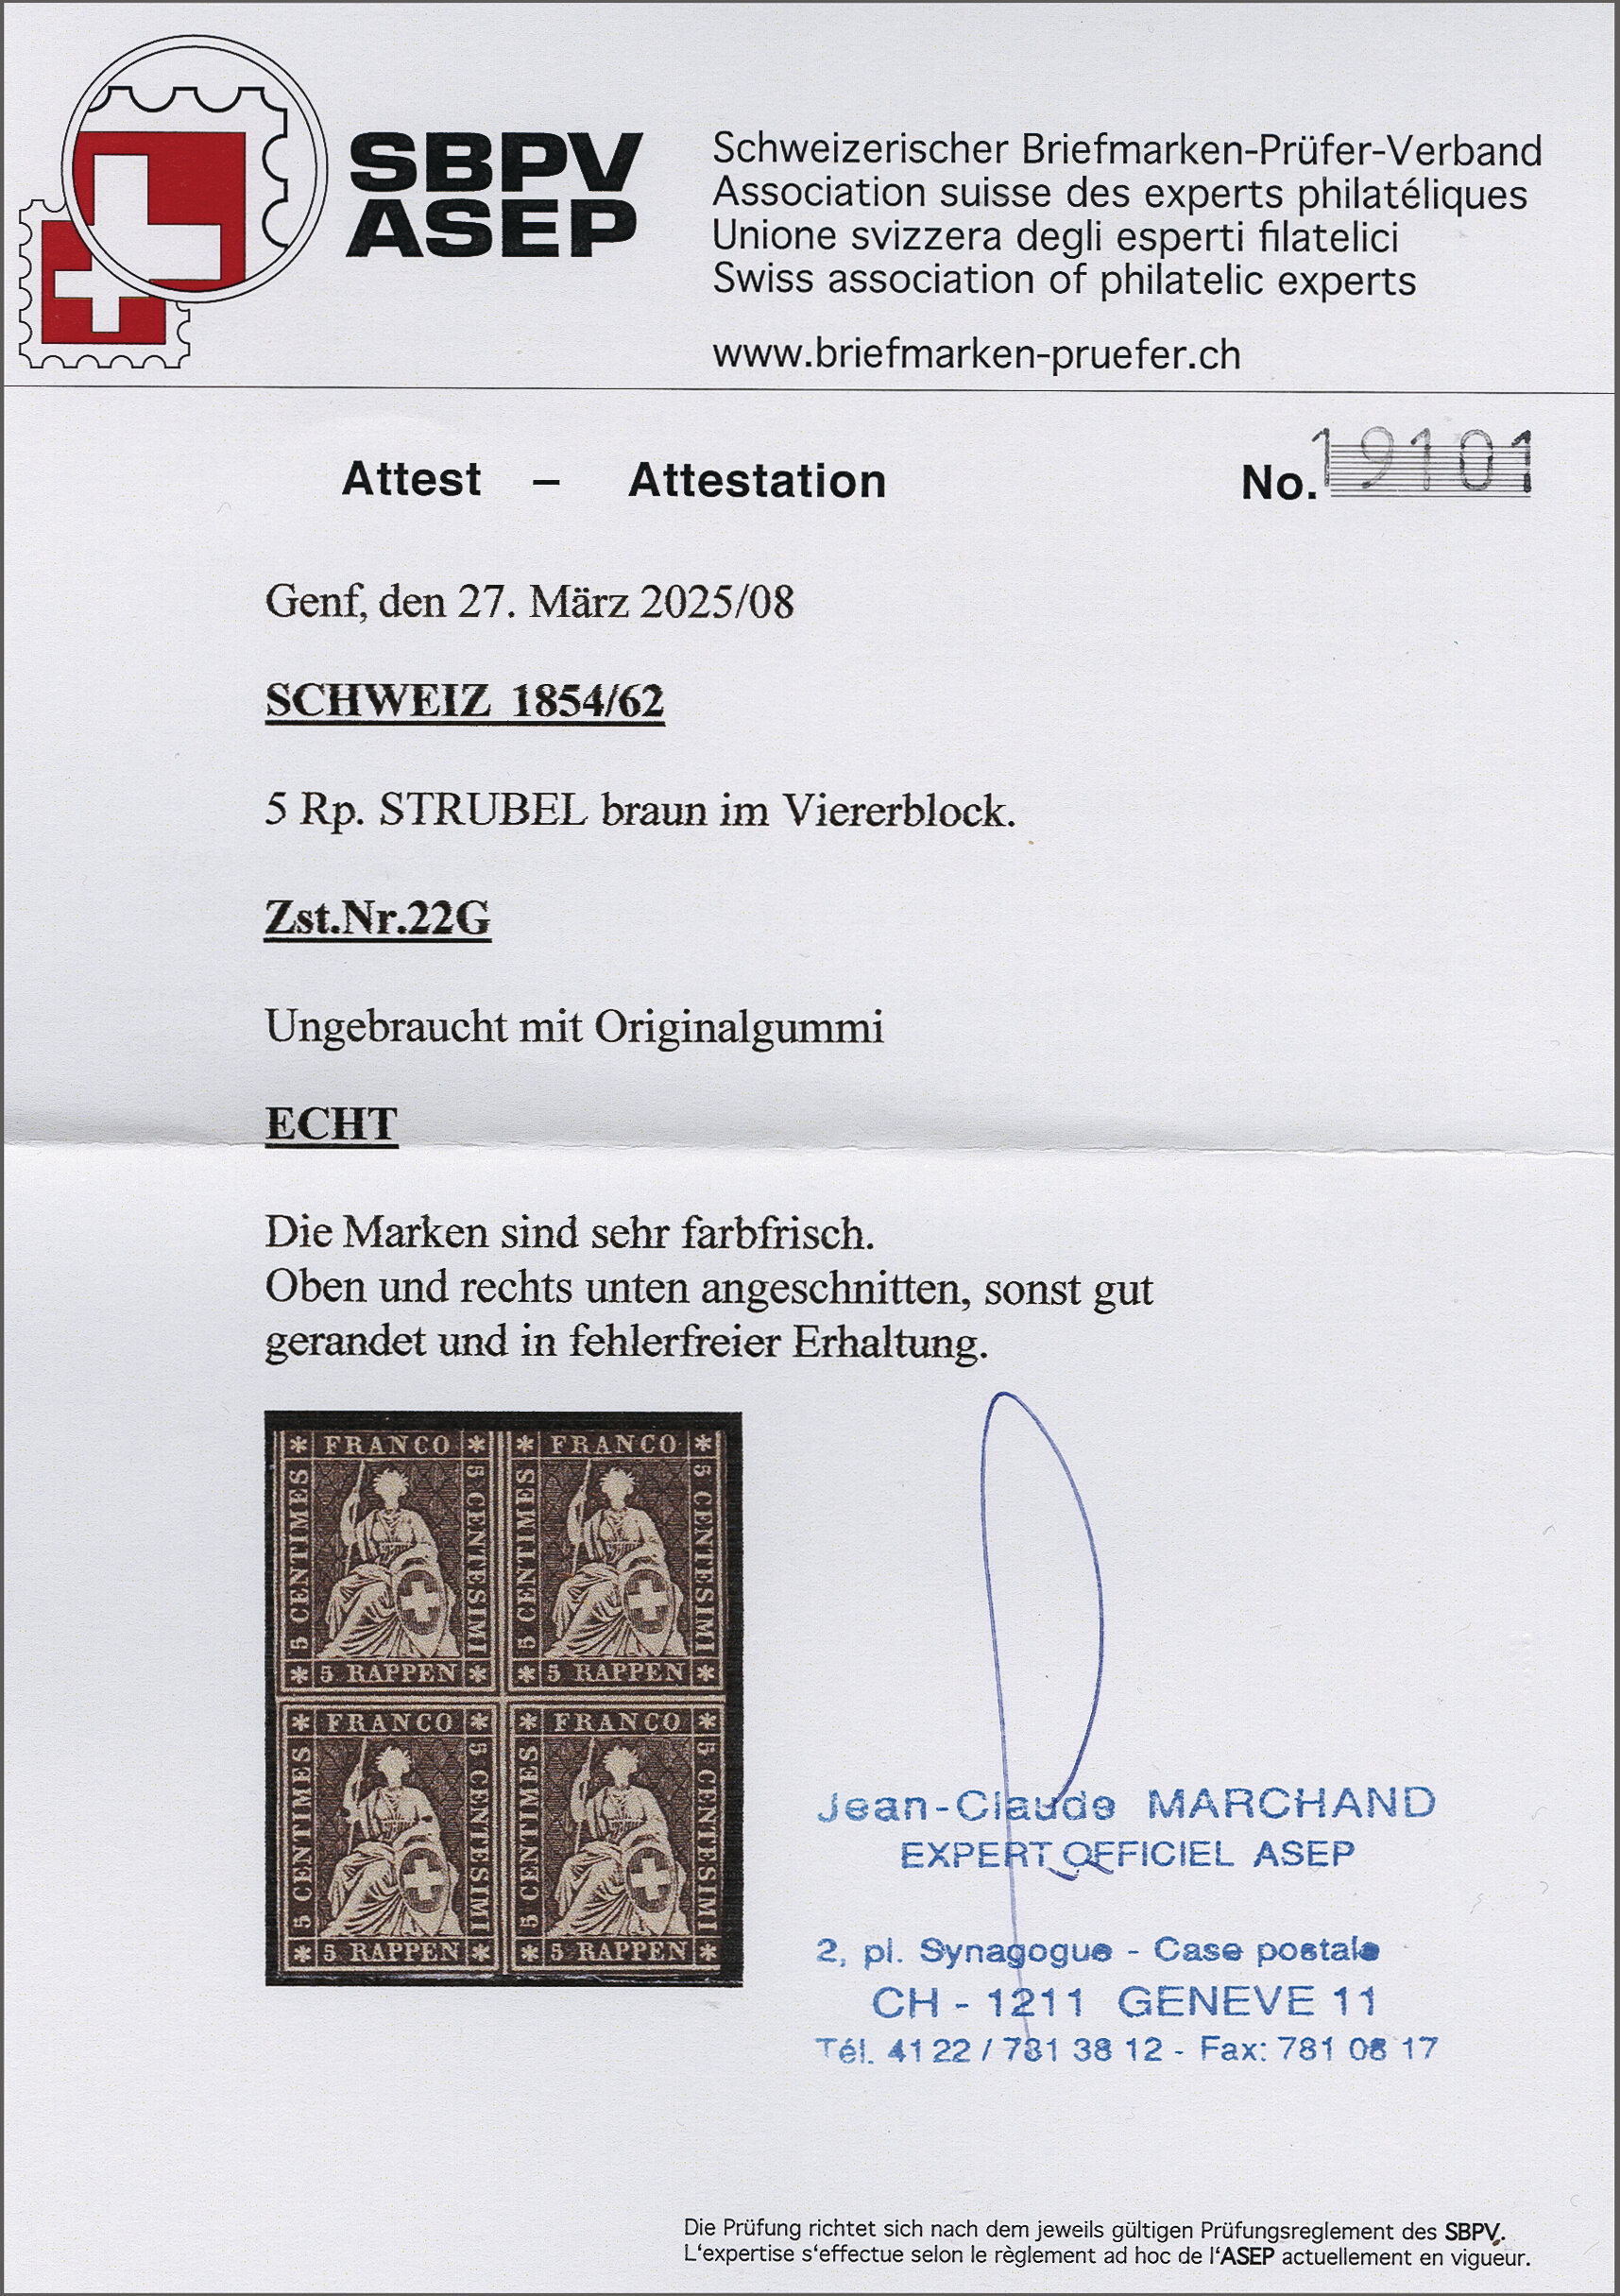 SBPV
ASEP
Schweizerischer Briefmarken-Prüfer-Verband
Association suisse des experts philatéliques
Unione svizzera degli esperti filatelici
Swiss association of philatelic experts
www.briefmarken-pruefer.ch
Attest – Attestation No. 19101
Genf, den 27. März 2025/08
SCHWEIZ 1854/62
5 Rp. STRUBEL braun im Viererblock.
Zst.Nr.22G
Ungebraucht mit Originalgummi
ECHT
Die Marken sind sehr farbfrisch.
Oben und rechts unten angeschnitten, sonst gut
gerandet und in fehlerfreier Erhaltung.
* FRANCO *
5 CENTIMES
5 CENTESIMI
* 5 RAPPEN *
* FRANCO *
5 CENTIMES
5 CENTESIMI
* 5 RAPPEN *
* FRANCO *
5 CENTIMES
5 CENTESIMI
* 5 RAPPEN *
* FRANCO *
5 CENTIMES
5 CENTESIMI
* 5 RAPPEN *
Jean-Claude MARCHAND
EXPERT OFFICIEL ASEP
2, pl. Synagogue - Case postale
CH - 1211 GENEVE 11
Tél. 41 22 / 781 38 12 - Fax: 781 08 17
Die Prüfung richtet sich nach dem jeweils gültigen Prüfungsreglement des SBPV.
L'expertise s'effectue selon le règlement ad hoc de l'ASEP actuellement en vigueur.